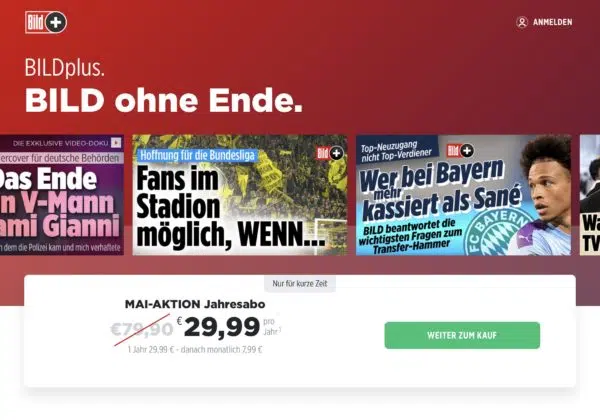 Bild+
ANMELDEN
BILDplus.
BILD ohne Ende.
DIE EXKLUSIVE VIDEO-DOKU
dercover für deutsche Behörden
Das Ende
n V-Mann
ami Gianni
n dem die Polizei kam und mich verhaftete
Hoffnung für die Bundesliga
Bild+
Fans im
Stadion
möglich, WENN...
Top-Neuzugang
nicht Top-Verdiener
Bild+
Wer bei Bayern
mehr
kassiert als Sané
BILD beantwortet die
wichtigsten Fragen zum
Transfer-Hammer
FC BAYERN
Wa
TV
Nur für kurze Zeit
MAI-AKTION Jahresabo
€79,90 €29,99 pro Jahr¹
1 Jahr 29,99 € - danach monatlich 7,99 €
WEITER ZUM KAUF